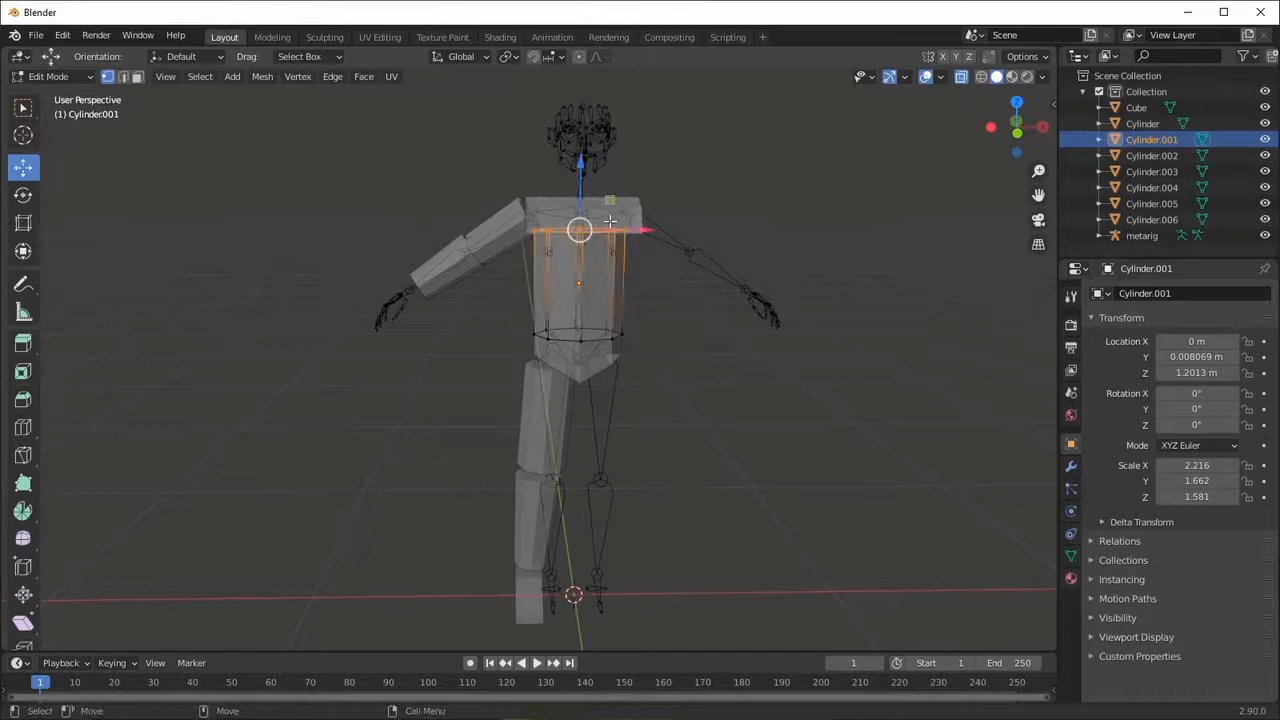 Blender
File Edit Render Window Help Layout Modeling Sculpting UV Editing Texture Paint Shading Animation Rendering Compositing Scripting + Scene View Layer
Orientation: Default Drag: Select Box Global X Y Z Options
Edit Mode View Select Add Mesh Vertex Edge Face UV
Scene Collection
Collection
Cube
Cylinder
Cylinder.001
Cylinder.002
Cylinder.003
Cylinder.004
Cylinder.005
Cylinder.006
metarig
User Perspective
(1) Cylinder.001
Z
Cylinder.001
Cylinder.001
Transform
Location X 0 m
Y 0.008069 m
Z 1.2013 m
Rotation X 0°
Y 0°
Z 0°
Mode XYZ Euler
Scale X 2.216
Y 1.662
Z 1.581
Delta Transform
Relations
Collections
Instancing
Motion Paths
Visibility
Viewport Display
Custom Properties
Playback Keying View Marker 1 Start 1 End 250
1 10 20 30 40 50 60 70 80 90 100 110 120 130 140 150 160 170 180 190 200 210 220 230 240 250
Select Move Move Call Menu 2.90.0